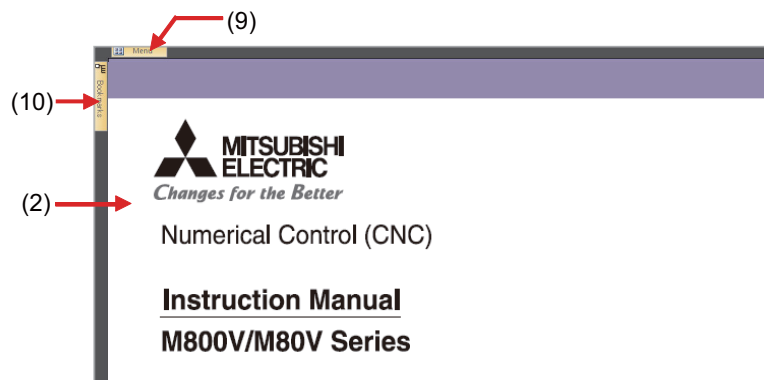 (9)
Menu
Bookmarks
(10)
MITSUBISHI
ELECTRIC
Changes for the Better
(2)
Numerical Control (CNC)
Instruction Manual
M800V/M80V Series